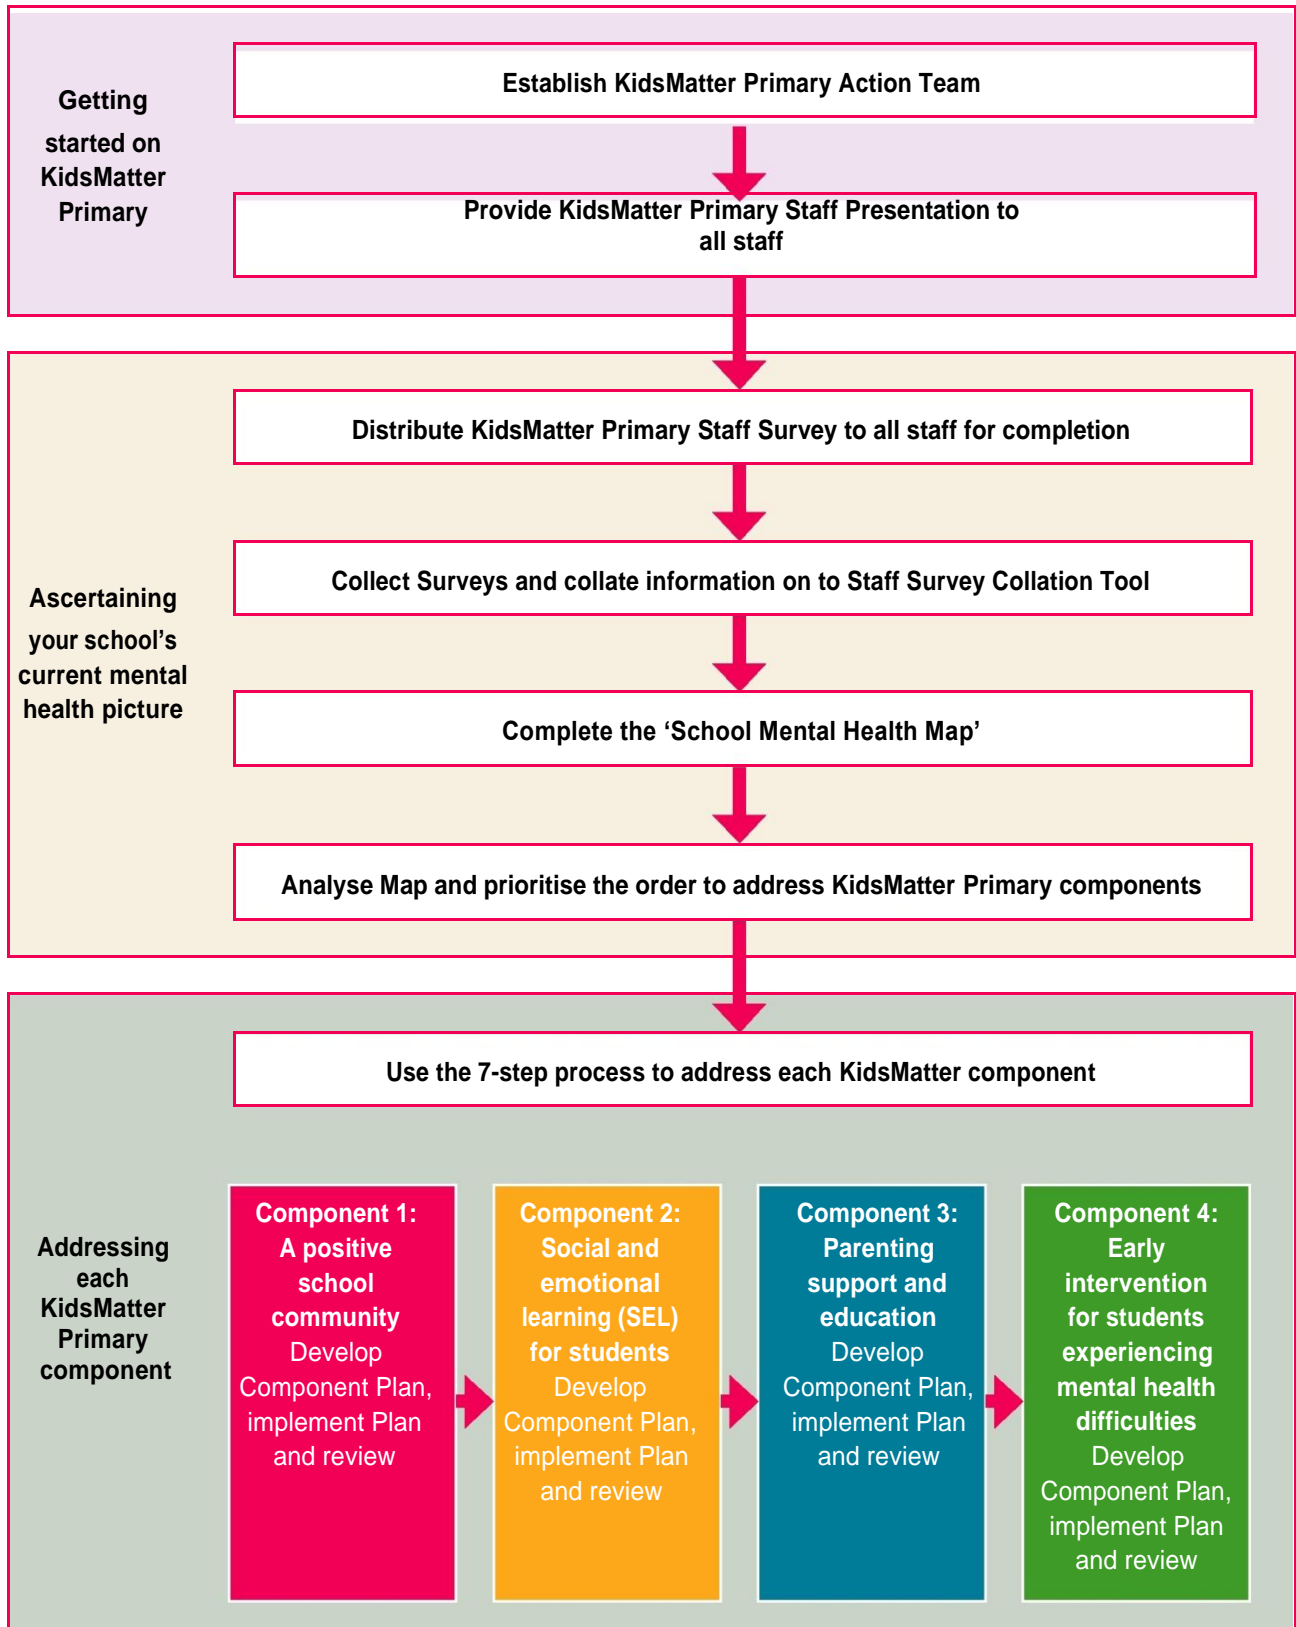 Getting
started on
KidsMatter
Primary
Establish KidsMatter Primary Action Team
Provide KidsMatter Primary Staff Presentation to
all staff
Ascertaining
your school’s
current mental
health picture
Distribute KidsMatter Primary Staff Survey to all staff for completion
Collect Surveys and collate information on to Staff Survey Collation Tool
Complete the ‘School Mental Health Map’
Analyse Map and prioritise the order to address KidsMatter Primary components
Addressing
each
KidsMatter
Primary
component
Use the 7-step process to address each KidsMatter component
Component 1:
A positive
school
community
Develop
Component Plan,
implement Plan
and review
Component 2:
Social and
emotional
learning (SEL)
for students
Develop
Component Plan,
implement Plan
and review
Component 3:
Parenting
support and
education
Develop
Component Plan,
implement Plan
and review
Component 4:
Early
intervention
for students
experiencing
mental health
difficulties
Develop
Component Plan,
implement Plan
and review